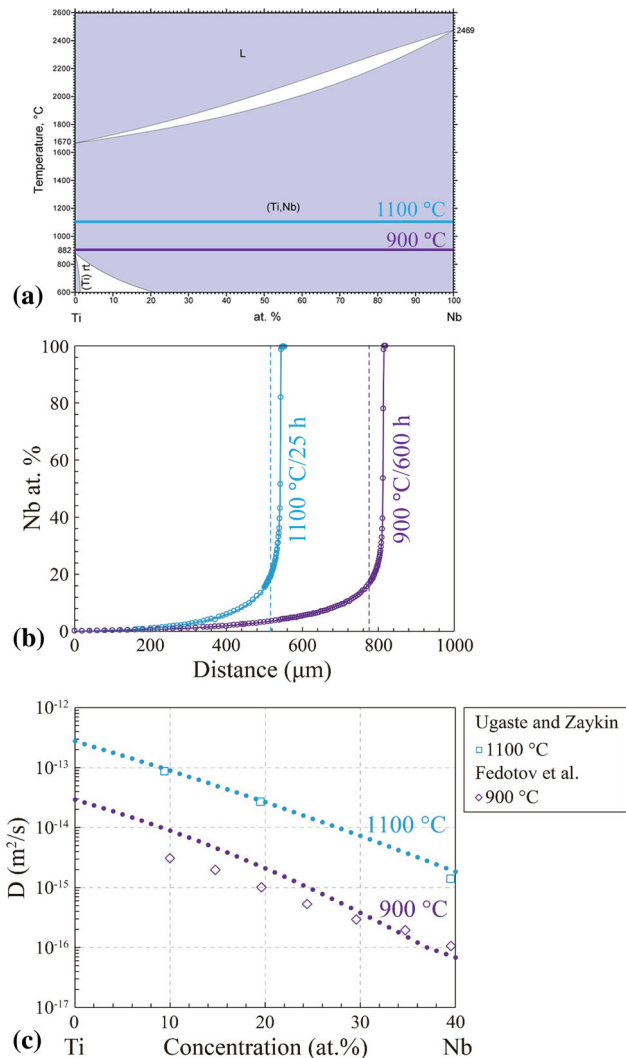 2600
2400
2469
L
2200
2000
1800
1670
1600
1400
(Ti,Nb)
1200
1100 °C
1000
900 °C
882
800
(Ti) rt
600
0 10 20 30 40 50 60 70 80 90 100
Ti at. % Nb
Temperature, °C
(a)
100
80
60
40
20
0
Nb at. %
1100 °C/25 h
900 °C/600 h
0 200 400 600 800 1000
Distance (μm)
(b)
10-12
10-13
10-14
10-15
10-16
10-17
D (m2/s)
1100 °C
900 °C
0 10 20 30 40
Ti Concentration (at.%) Nb
(c)
Ugaste and Zaykin
1100 °C
Fedotov et al.
900 °C